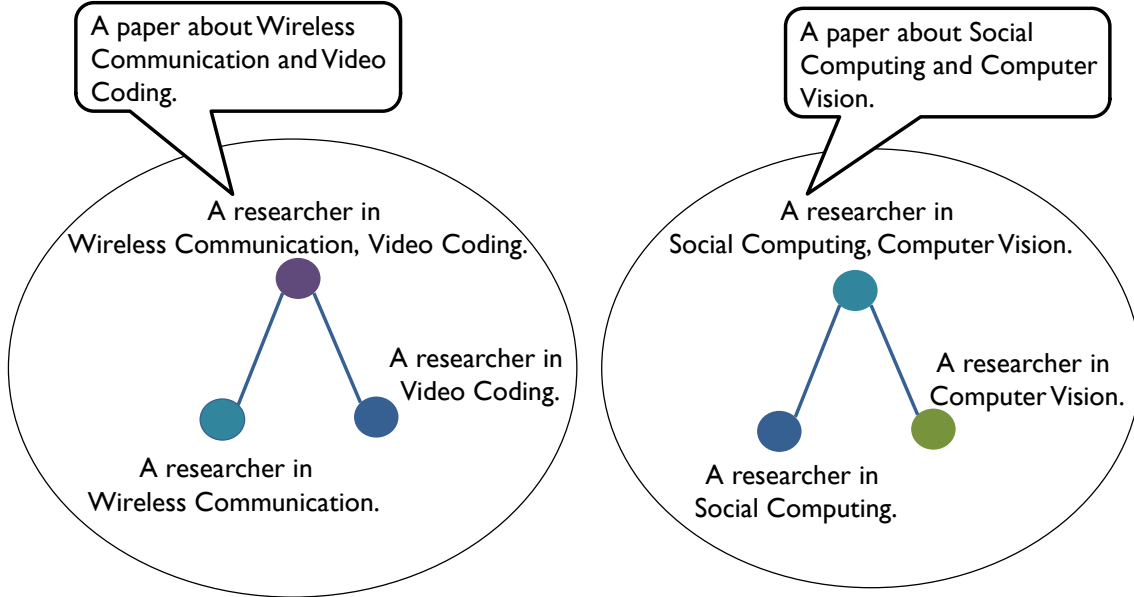 A paper about Wireless
Communication and Video
Coding.
A researcher in
Wireless Communication, Video Coding.
A researcher in
Video Coding.
A researcher in
Wireless Communication.
A paper about Social
Computing and Computer
Vision.
A researcher in
Social Computing, Computer Vision.
A researcher in
Computer Vision.
A researcher in
Social Computing.